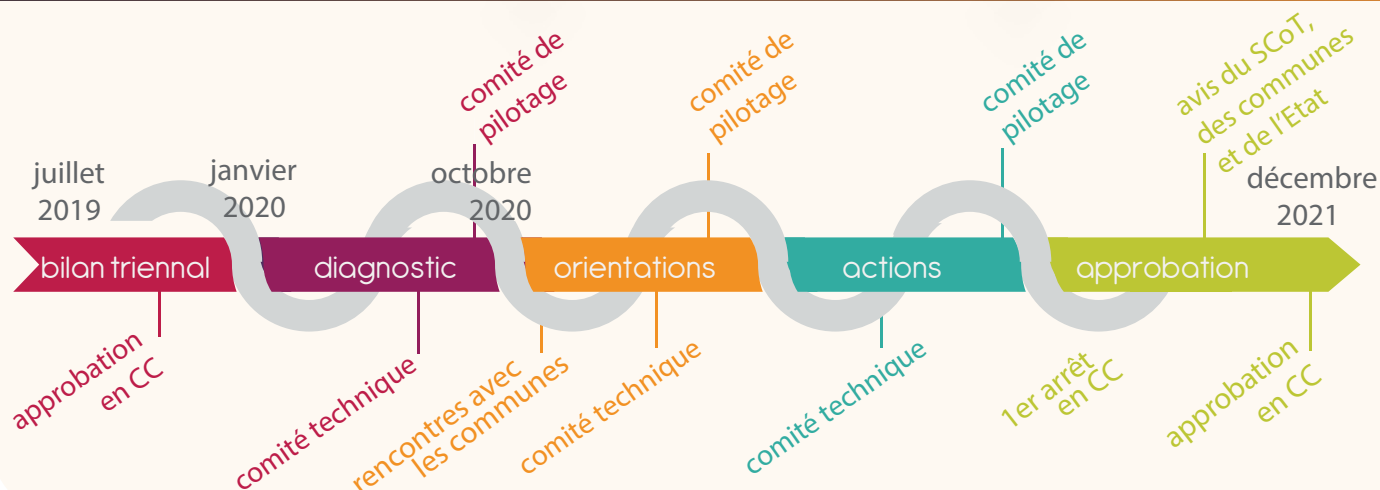 comité de
pilotage
comité de
pilotage
comité de
pilotage
avis du SCoT,
des communes
et de l'Etat
juillet
2019
janvier
2020
octobre
2020
décembre
2021
bilan triennal
diagnostic
orientations
actions
approbation
approbation
en CC
comité technique
rencontres avec
les communes
comité technique
comité technique
1er arrêt
en CC
approbation
en CC